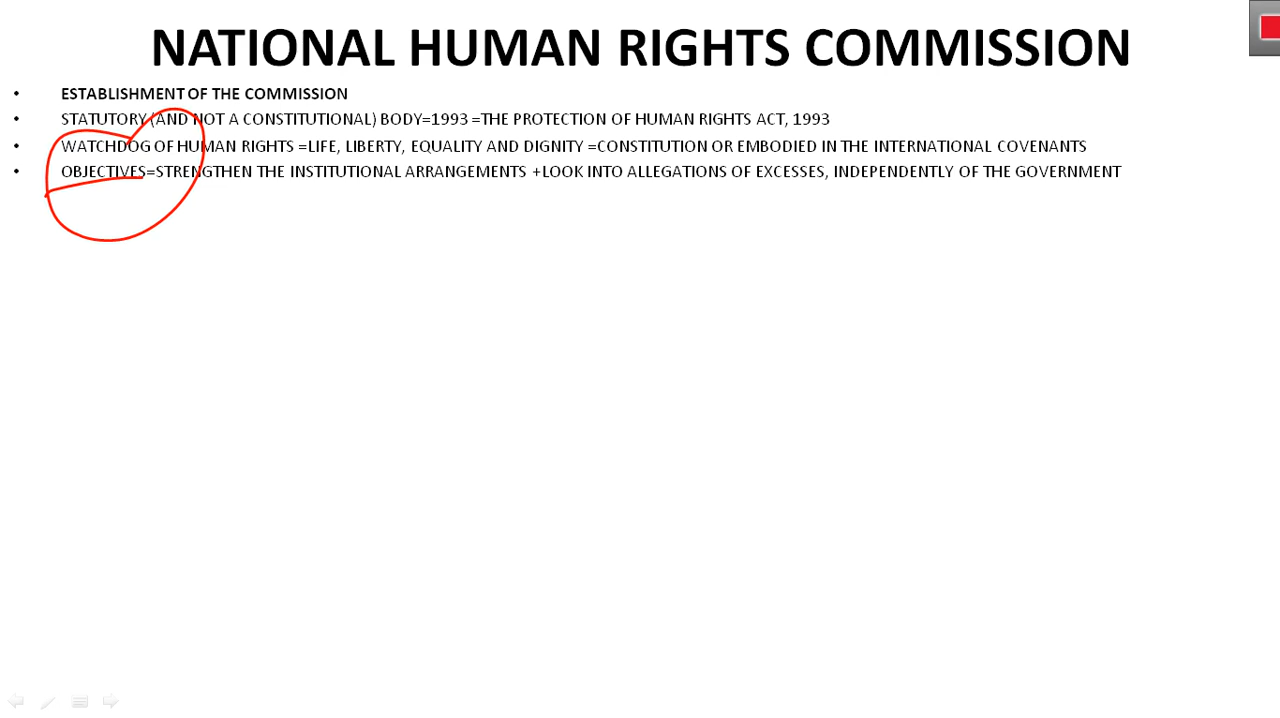 NATIONAL HUMAN RIGHTS COMMISSION
• ESTABLISHMENT OF THE COMMISSION
• STATUTORY (AND NOT A CONSTITUTIONAL) BODY=1993 =THE PROTECTION OF HUMAN RIGHTS ACT, 1993
• WATCHDOG OF HUMAN RIGHTS =LIFE, LIBERTY, EQUALITY AND DIGNITY =CONSTITUTION OR EMBODIED IN THE INTERNATIONAL COVENANTS
• OBJECTIVES=STRENGTHEN THE INSTITUTIONAL ARRANGEMENTS +LOOK INTO ALLEGATIONS OF EXCESSES, INDEPENDENTLY OF THE GOVERNMENT